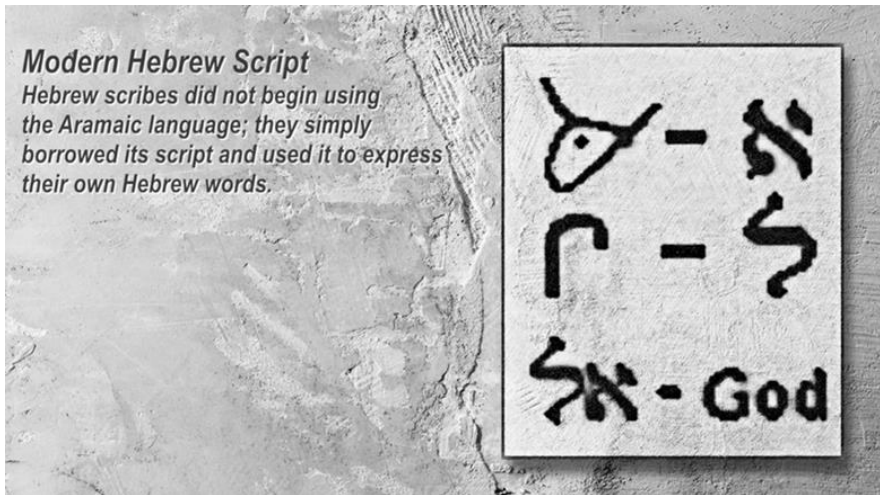 Modern Hebrew Script
Hebrew scribes did not begin using
the Aramaic language; they simply
borrowed its script and used it to express
their own Hebrew words.
- א
- ל
אל - God